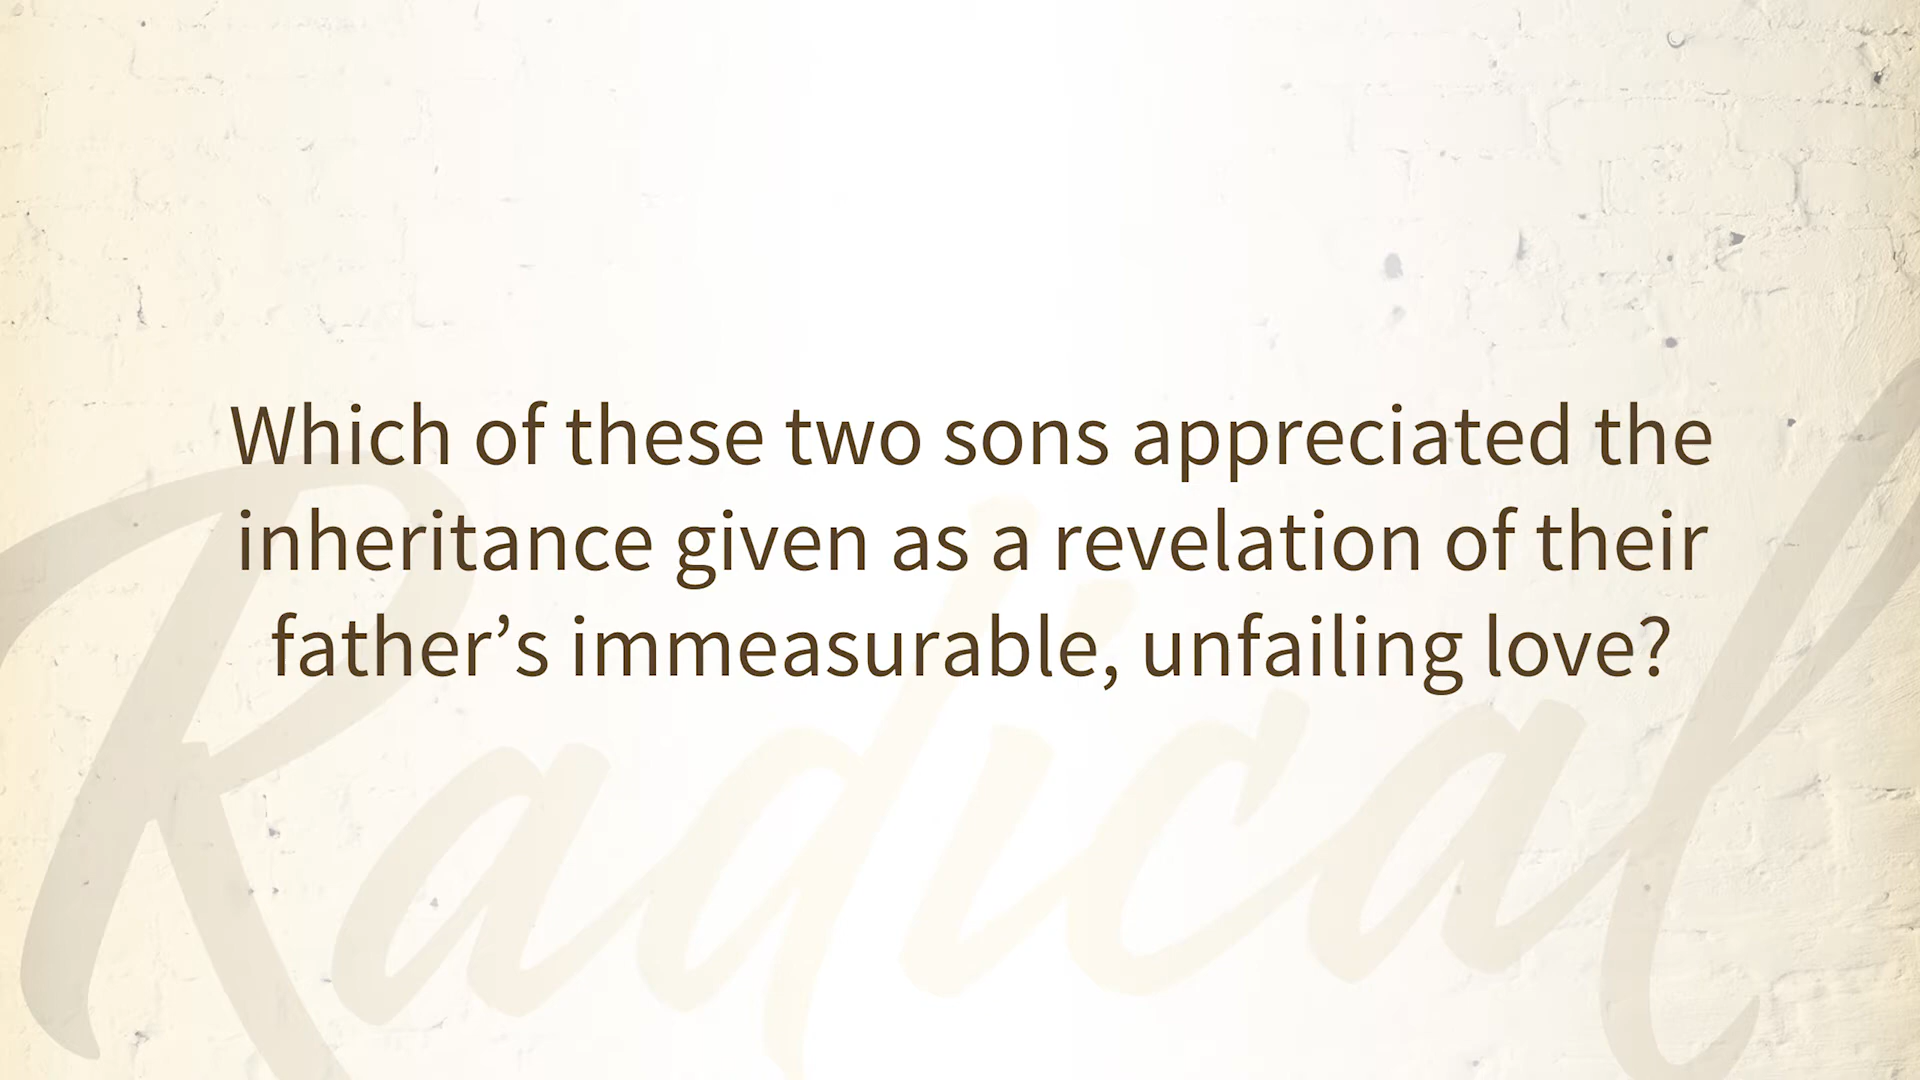 Which of these two sons appreciated the
inheritance given as a revelation of their
father’s immeasurable, unfailing love?
Radical